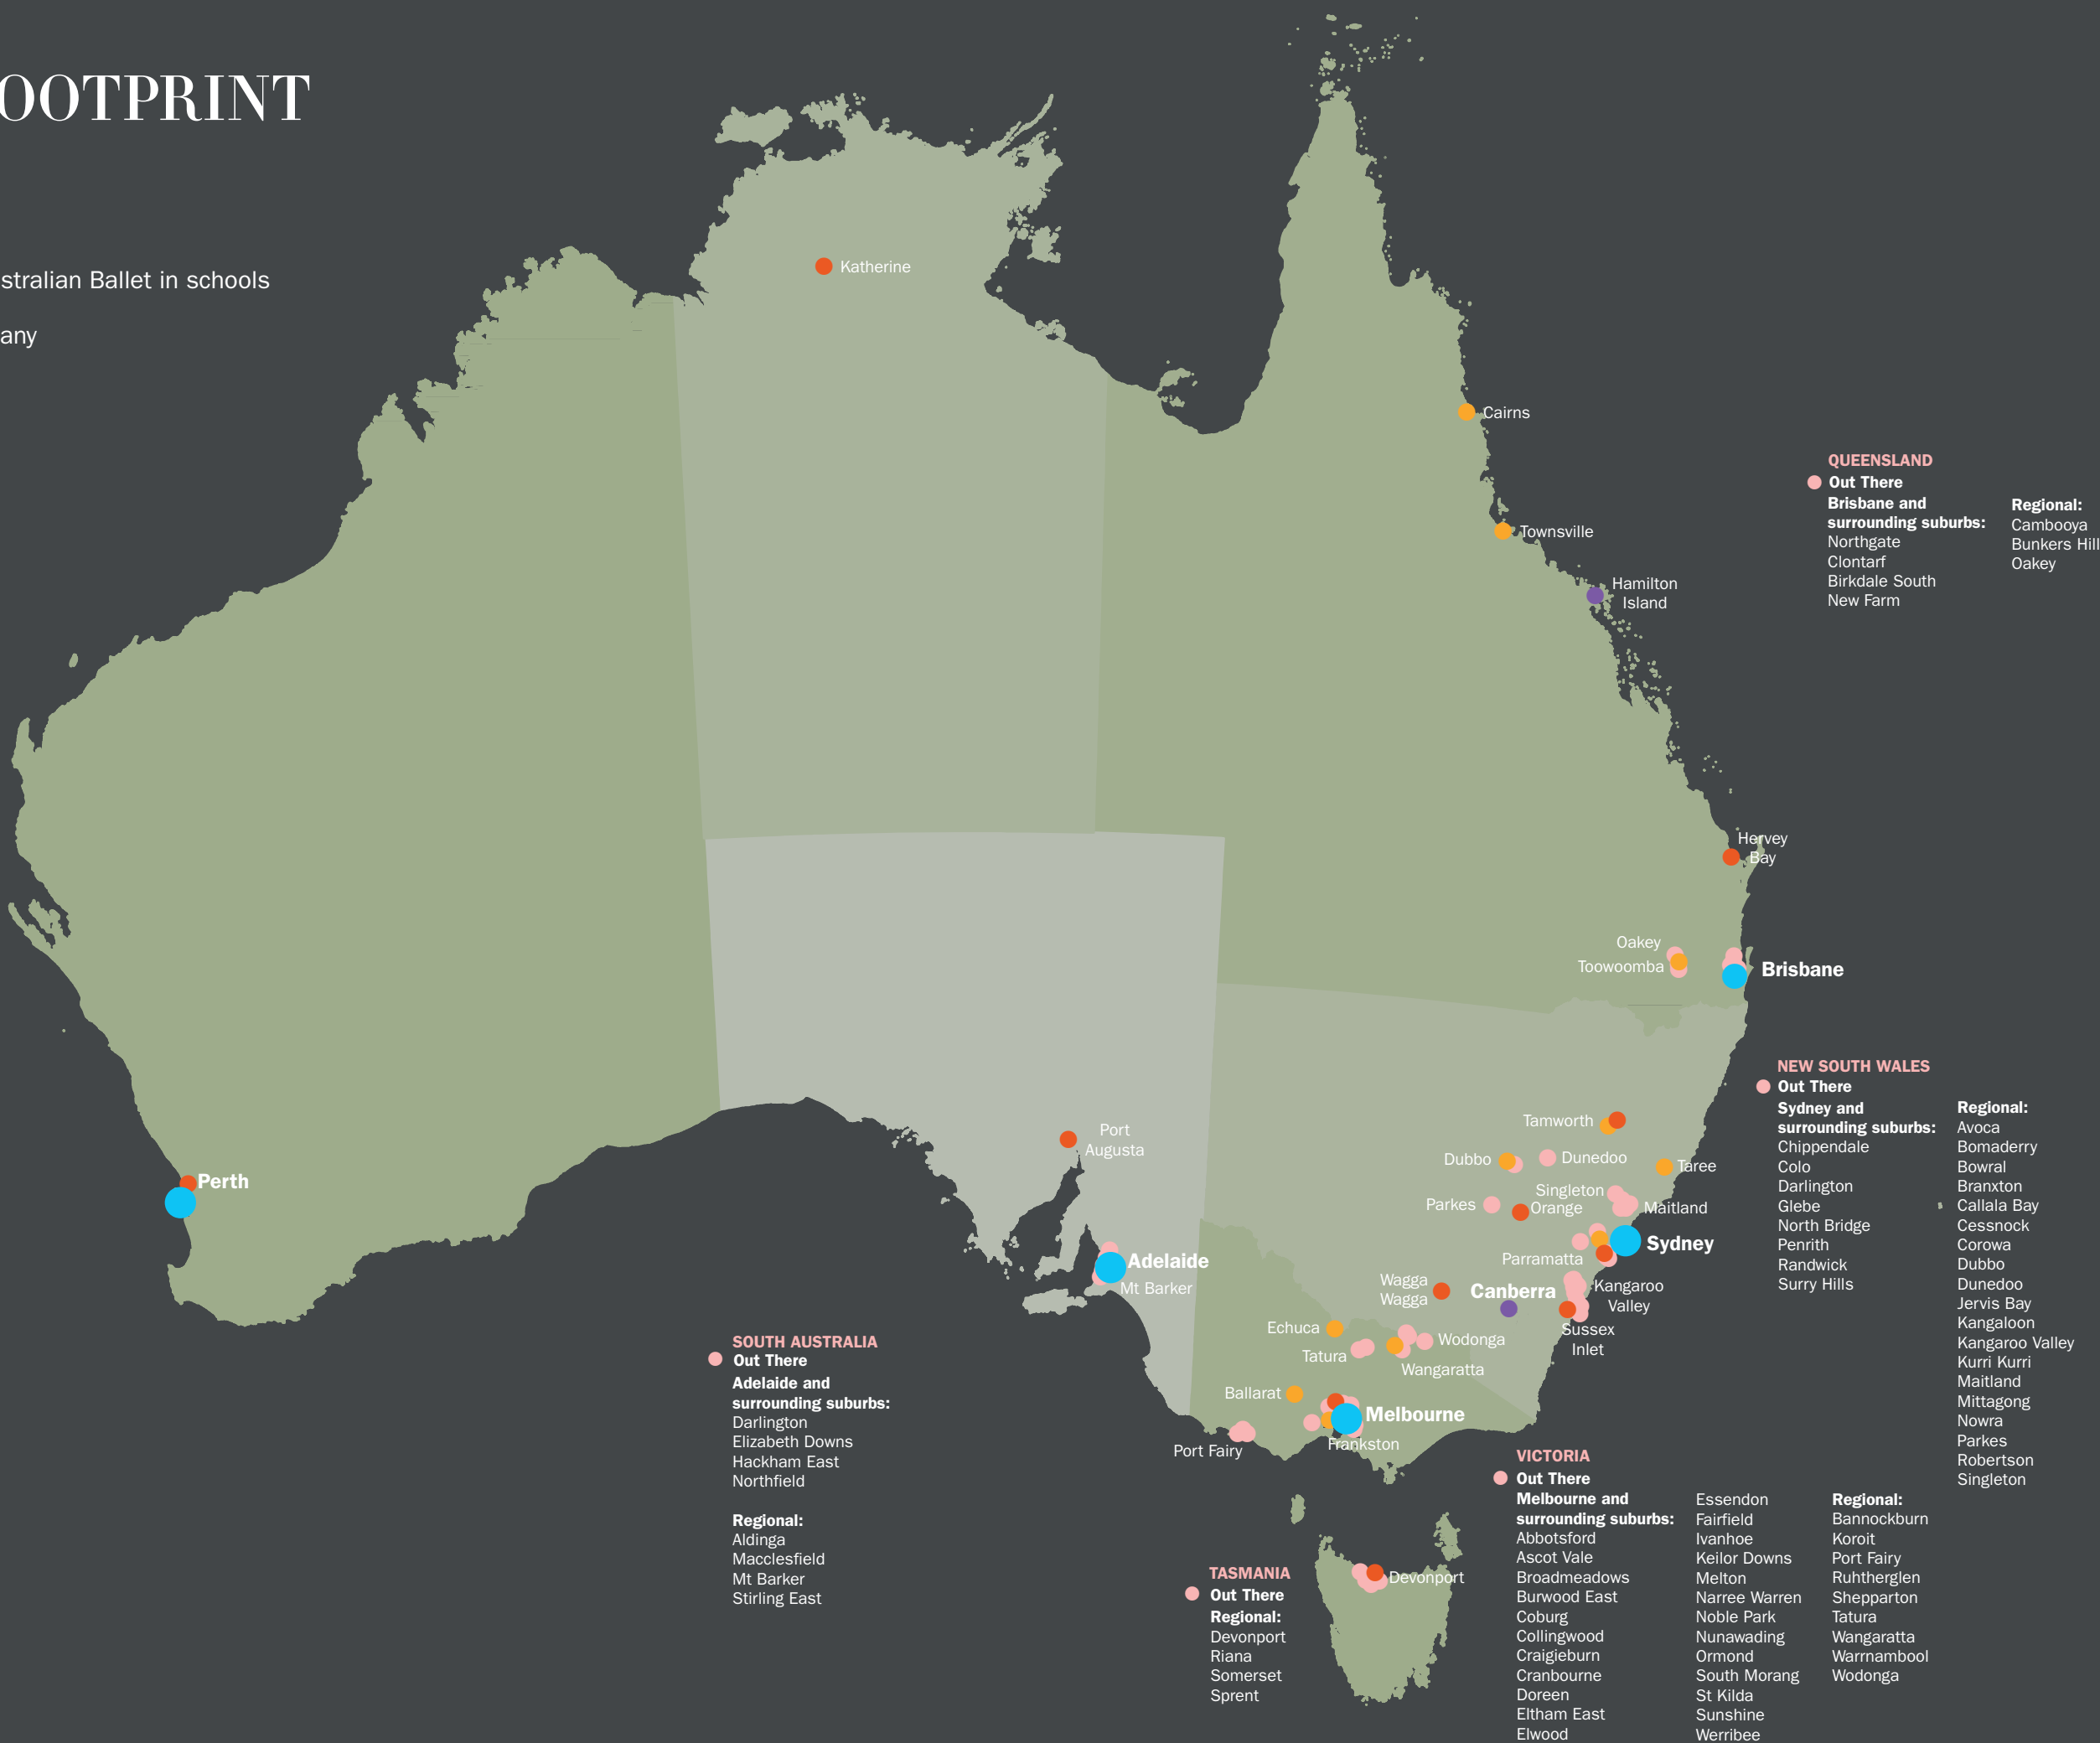 OOTPRINT
stralian Ballet in schools
any
Katherine
Cairns
Townsville
Hamilton
Island
Hervey
Bay
Oakey
Toowoomba
Brisbane
Tamworth
Dubbo
Dunedoo
Taree
Singleton
Parkes
Orange
Maitland
Sydney
Parramatta
Port
Augusta
Perth
Adelaide
Mt Barker
Wagga
Wagga
Canberra
Kangaroo
Valley
Sussex
Inlet
Echuca
Wodonga
Tatura
Wangaratta
Ballarat
Melbourne
Frankston
Port Fairy
Devonport
QUEENSLAND
Out There
Brisbane and
surrounding suburbs:
Northgate
Clontarf
Birkdale South
New Farm
Regional:
Cambooya
Bunkers Hill
Oakey
NEW SOUTH WALES
Out There
Sydney and
surrounding suburbs:
Chippendale
Colo
Darlington
Glebe
North Bridge
Penrith
Randwick
Surry Hills
Regional:
Avoca
Bomaderry
Bowral
Branxton
Callala Bay
Cessnock
Corowa
Dubbo
Dunedoo
Jervis Bay
Kangaloon
Kangaroo Valley
Kurri Kurri
Maitland
Mittagong
Nowra
Parkes
Robertson
Singleton
SOUTH AUSTRALIA
Out There
Adelaide and
surrounding suburbs:
Darlington
Elizabeth Downs
Hackham East
Northfield
Regional:
Aldinga
Macclesfield
Mt Barker
Stirling East
TASMANIA
Out There
Regional:
Devonport
Riana
Somerset
Sprent
VICTORIA
Out There
Melbourne and
surrounding suburbs:
Abbotsford
Ascot Vale
Broadmeadows
Burwood East
Coburg
Collingwood
Craigieburn
Cranbourne
Doreen
Eltham East
Elwood
Essendon
Fairfield
Ivanhoe
Keilor Downs
Melton
Narree Warren
Noble Park
Nunawading
Ormond
South Morang
St Kilda
Sunshine
Werribee
Regional:
Bannockburn
Koroit
Port Fairy
Ruhtherglen
Shepparton
Tatura
Wangaratta
Warrnambool
Wodonga